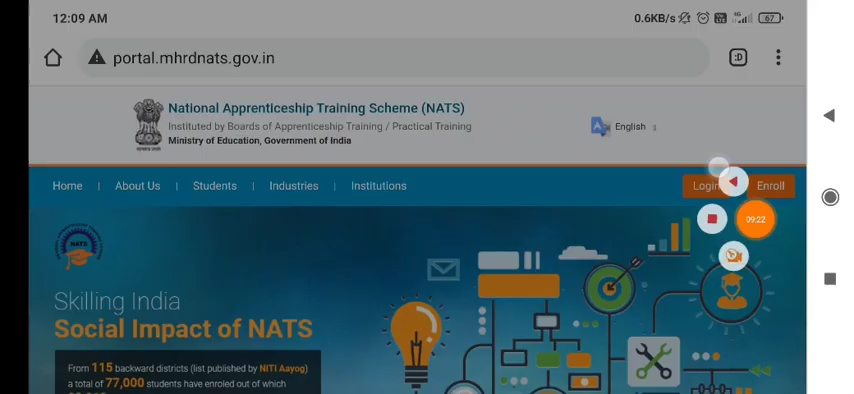 12:09 AM
0.6KB/s
4G
67
portal.mhrdnats.gov.in
:D
National Apprenticeship Training Scheme (NATS)
Instituted by Boards of Apprenticeship Training / Practical Training
Ministry of Education, Government of India
English
Home | About Us | Students | Industries | Institutions
Login
Enroll
09:22
NATS
Skilling India
Social Impact of NATS
From 115 backward districts (list published by NITI Aayog)
a total of 77,000 students have enroled out of which